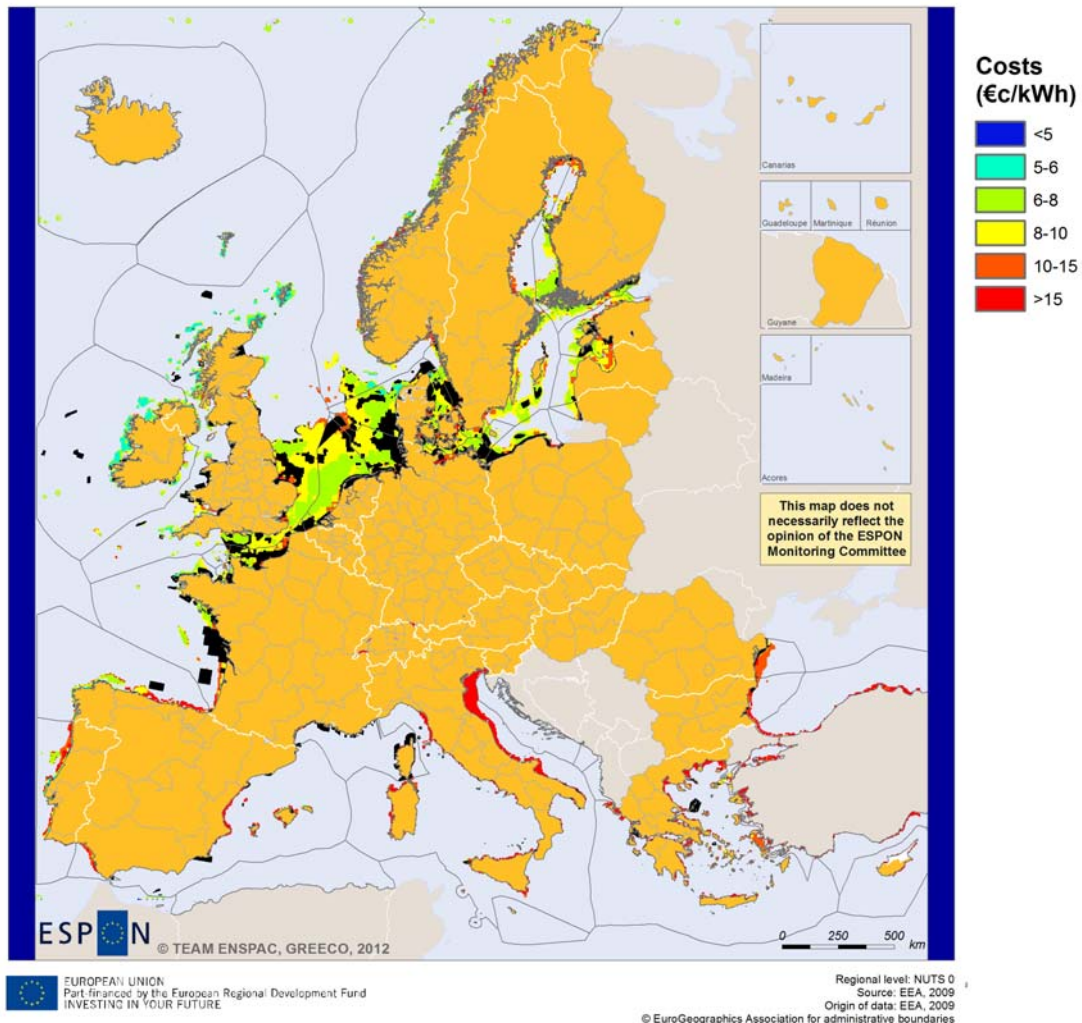 Costs
(€c/kWh)
<5
5-6
6-8
8-10
10-15
>15
Canarias
Guadeloupe
Martinique
Réunion
Guyane
Madeira
Acores
This map does not
necessarily reflect the
opinion of the ESPON
Monitoring Committee
ESPON
© TEAM ENSPAC, GREECO, 2012
0 250 500
km
EUROPEAN UNION
Part-financed by the European Regional Development Fund
INVESTING IN YOUR FUTURE
Regional level: NUTS 0
Source: EEA, 2009
Origin of data: EEA, 2009
© EuroGeographics Association for administrative boundaries